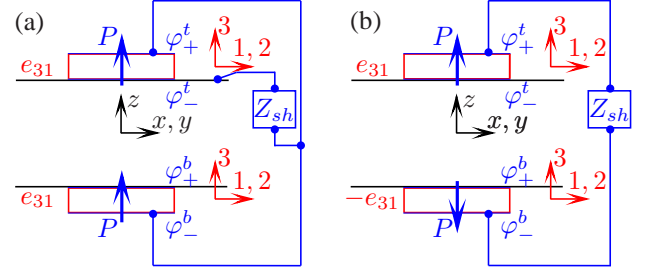 (a)
P
φ₊ᵗ
3
1, 2
e₃₁
φ₋ᵗ
z
x, y
Z_sh
φ₊ᵇ
3
1, 2
e₃₁
P
φ₋ᵇ
(b)
P
φ₊ᵗ
3
1, 2
e₃₁
φ₋ᵗ
z
x, y
Z_sh
φ₊ᵇ
3
1, 2
-e₃₁
P
φ₋ᵇ